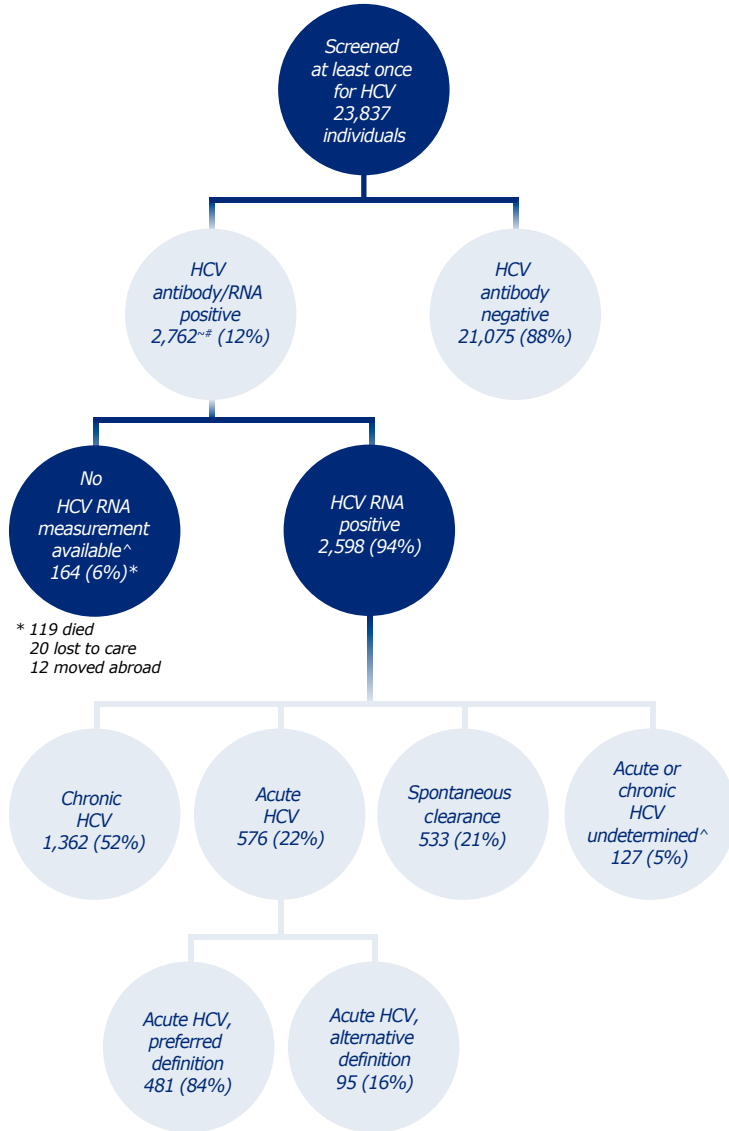 Screened
at least once
for HCV
23,837
individuals
HCV
antibody/RNA
positive
2,762~# (12%)
HCV
antibody
negative
21,075 (88%)
No
HCV RNA
measurement
available^
164 (6%)*
HCV RNA
positive
2,598 (94%)
* 119 died
20 lost to care
12 moved abroad
Chronic
HCV
1,362 (52%)
Acute
HCV
576 (22%)
Spontaneous
clearance
533 (21%)
Acute or
chronic
HCV
undetermined^
127 (5%)
Acute HCV,
preferred
definition
481 (84%)
Acute HCV,
alternative
definition
95 (16%)